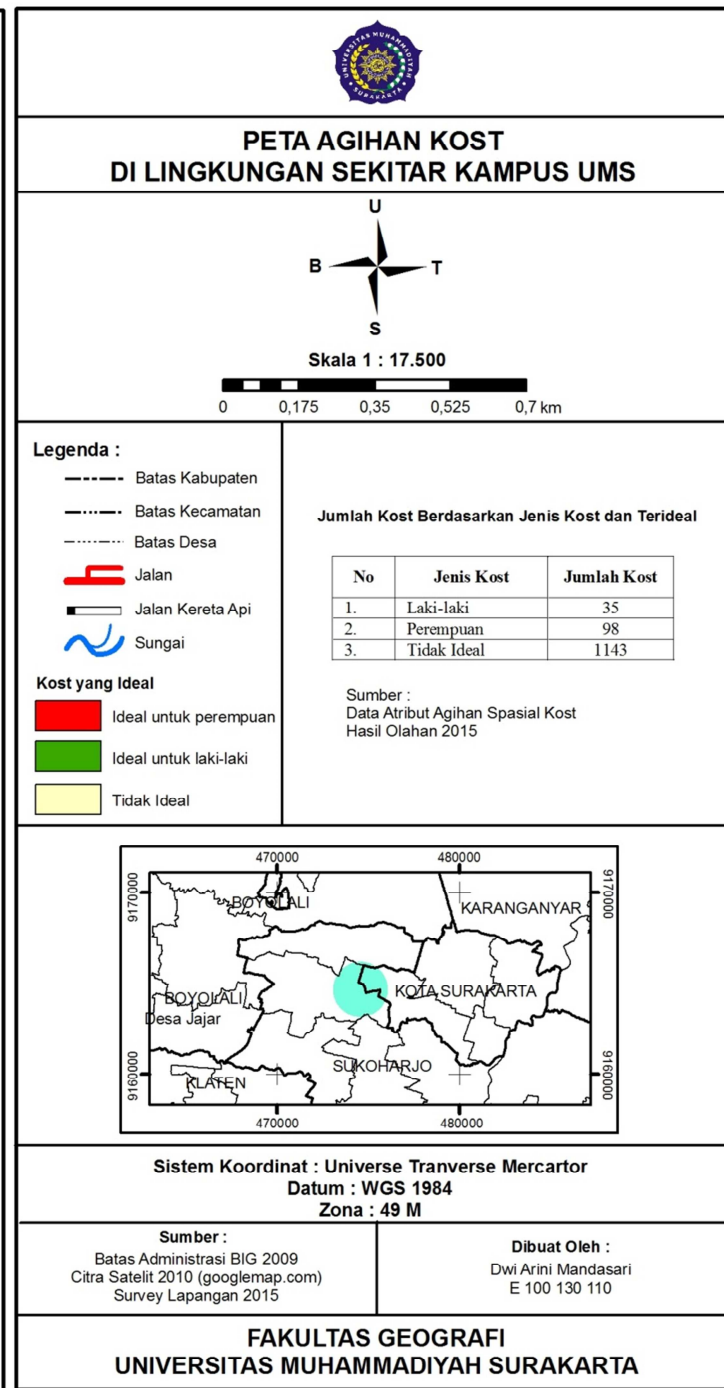 UNIVERSITAS MUHAMMADIYAH
SURAKARTA
PETA AGIHAN KOST
DI LINGKUNGAN SEKITAR KAMPUS UMS
U
B T
S
Skala 1 : 17.500
0 0,175 0,35 0,525 0,7 km
Legenda :
Batas Kabupaten
Batas Kecamatan
Batas Desa
Jalan
Jalan Kereta Api
Sungai
Kost yang Ideal
Ideal untuk perempuan
Ideal untuk laki-laki
Tidak Ideal
Jumlah Kost Berdasarkan Jenis Kost dan Terideal
No Jenis Kost Jumlah Kost
1. Laki-laki 35
2. Perempuan 98
3. Tidak Ideal 1143
Sumber :
Data Atribut Agihan Spasial Kost
Hasil Olahan 2015
470000 480000
9170000 9170000
BOYOLALI
KARANGANYAR
BOYOLALI
KOTA SURAKARTA
Desa Jajar
SUKOHARJO
KLATEN
9160000 9160000
470000 480000
Sistem Koordinat : Universe Tranverse Mercartor
Datum : WGS 1984
Zona : 49 M
Sumber :
Batas Administrasi BIG 2009
Citra Satelit 2010 (googlemap.com)
Survey Lapangan 2015
Dibuat Oleh :
Dwi Arini Mandasari
E 100 130 110
FAKULTAS GEOGRAFI
UNIVERSITAS MUHAMMADIYAH SURAKARTA